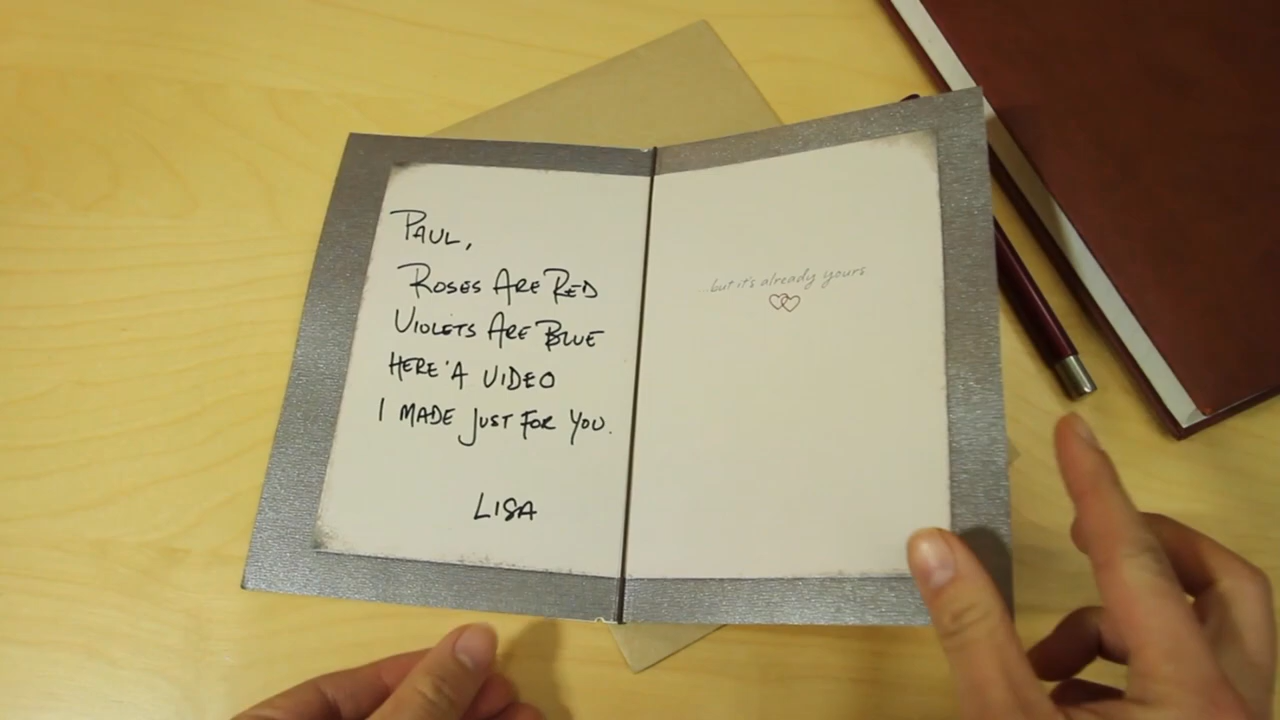 PAUL,
ROSES ARE RED
VIOLETS ARE BLUE
HERE'A VIDEO
I MADE JUST FOR YOU.
LISA
...but it's already yours